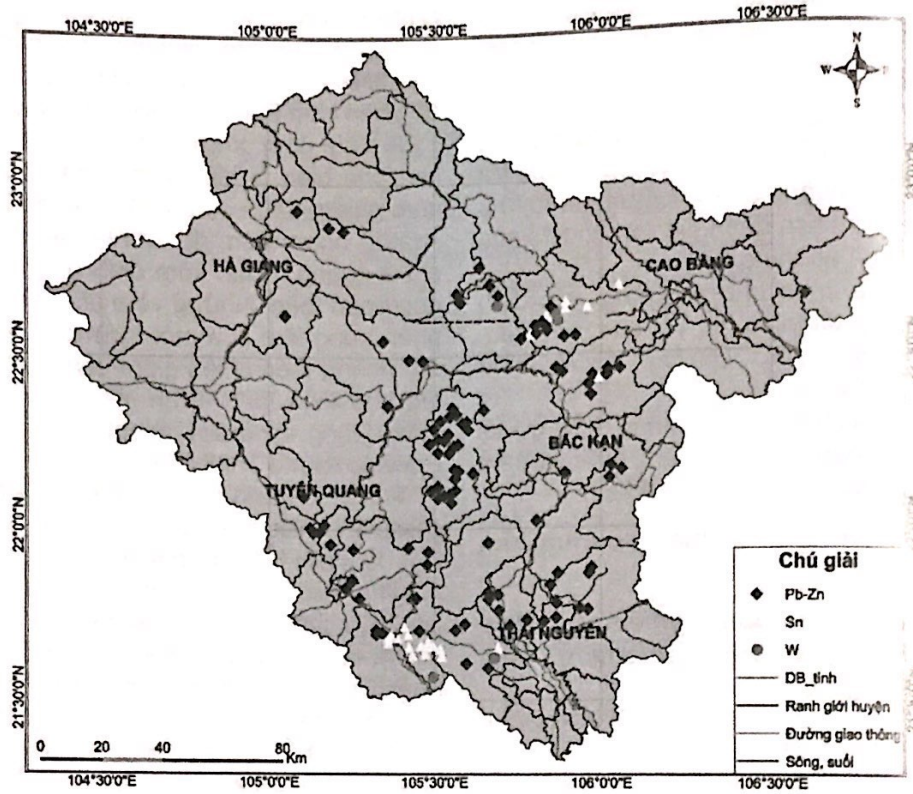 104°30'0"E 105°0'0"E 105°30'0"E 106°0'0"E 106°30'0"E
N
W
S
23°0'0"N
HÀ GIANG
CAO BẰNG
22°30'0"N
BẮC KẠN
TUYÊN QUANG
22°0'0"N
THÁI NGUYÊN
21°30'0"N
Chú giải
Pb-Zn
Sn
W
DB_tỉnh
Ranh giới huyện
Đường giao thông
Sông, suối
0 20 40 80
Km
104°30'0"E 105°0'0"E 105°30'0"E 106°0'0"E 106°30'0"E